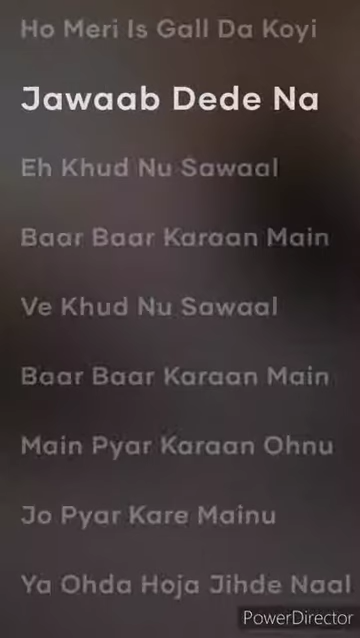 Ho Meri Is Gall Da Koyi
Jawaab Dede Na
Eh Khud Nu Sawaal
Baar Baar Karaan Main
Ve Khud Nu Sawaal
Baar Baar Karaan Main
Main Pyar Karaan Ohnu
Jo Pyar Kare Mainu
Ya Ohda Hoja Jihde Naal
PowerDirector